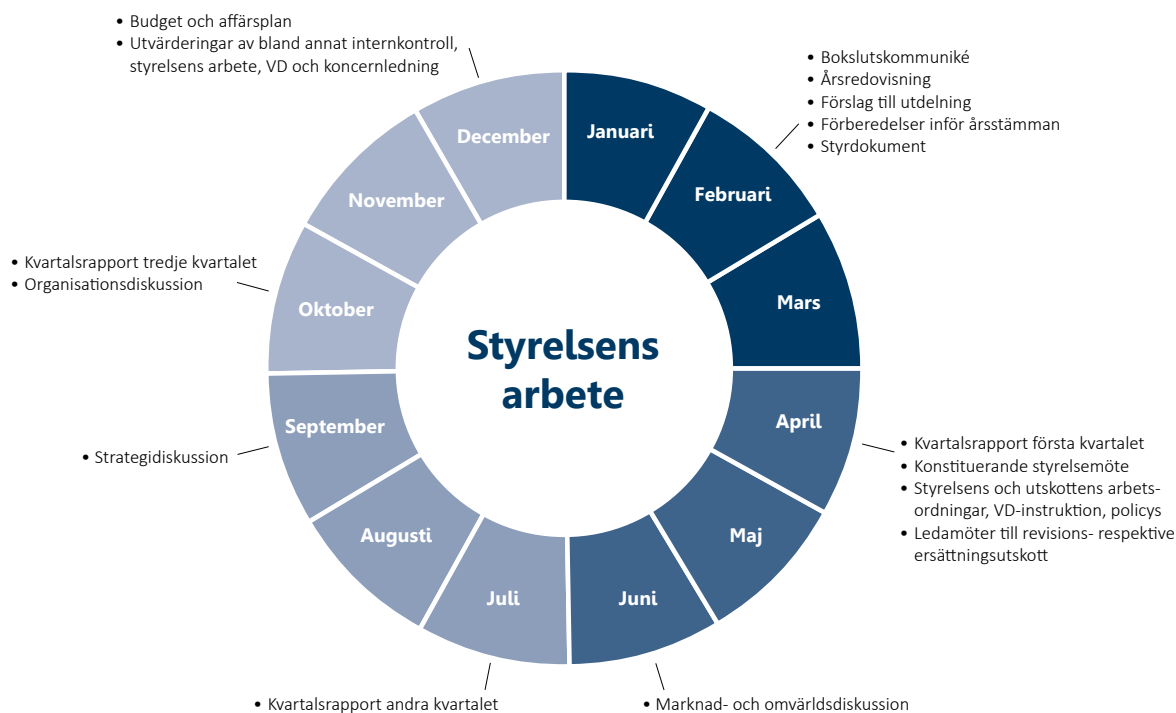 • Budget och affärsplan
• Utvärderingar av bland annat internkontroll,
styrelsens arbete, VD och koncernledning
• Bokslutskommuniké
• Årsredovisning
• Förslag till utdelning
• Förberedelser inför årsstämman
• Styrdokument
Januari
Februari
Mars
April
• Kvartalsrapport första kvartalet
• Konstituerande styrelsemöte
• Styrelsens och utskottens arbets-
ordningar, VD-instruktion, policys
• Ledamöter till revisions- respektive
ersättningsutskott
Maj
Juni
• Marknad- och omvärldsdiskussion
Juli
• Kvartalsrapport andra kvartalet
Augusti
September
• Strategidiskussion
Oktober
• Kvartalsrapport tredje kvartalet
• Organisationsdiskussion
November
December
Styrelsens
arbete